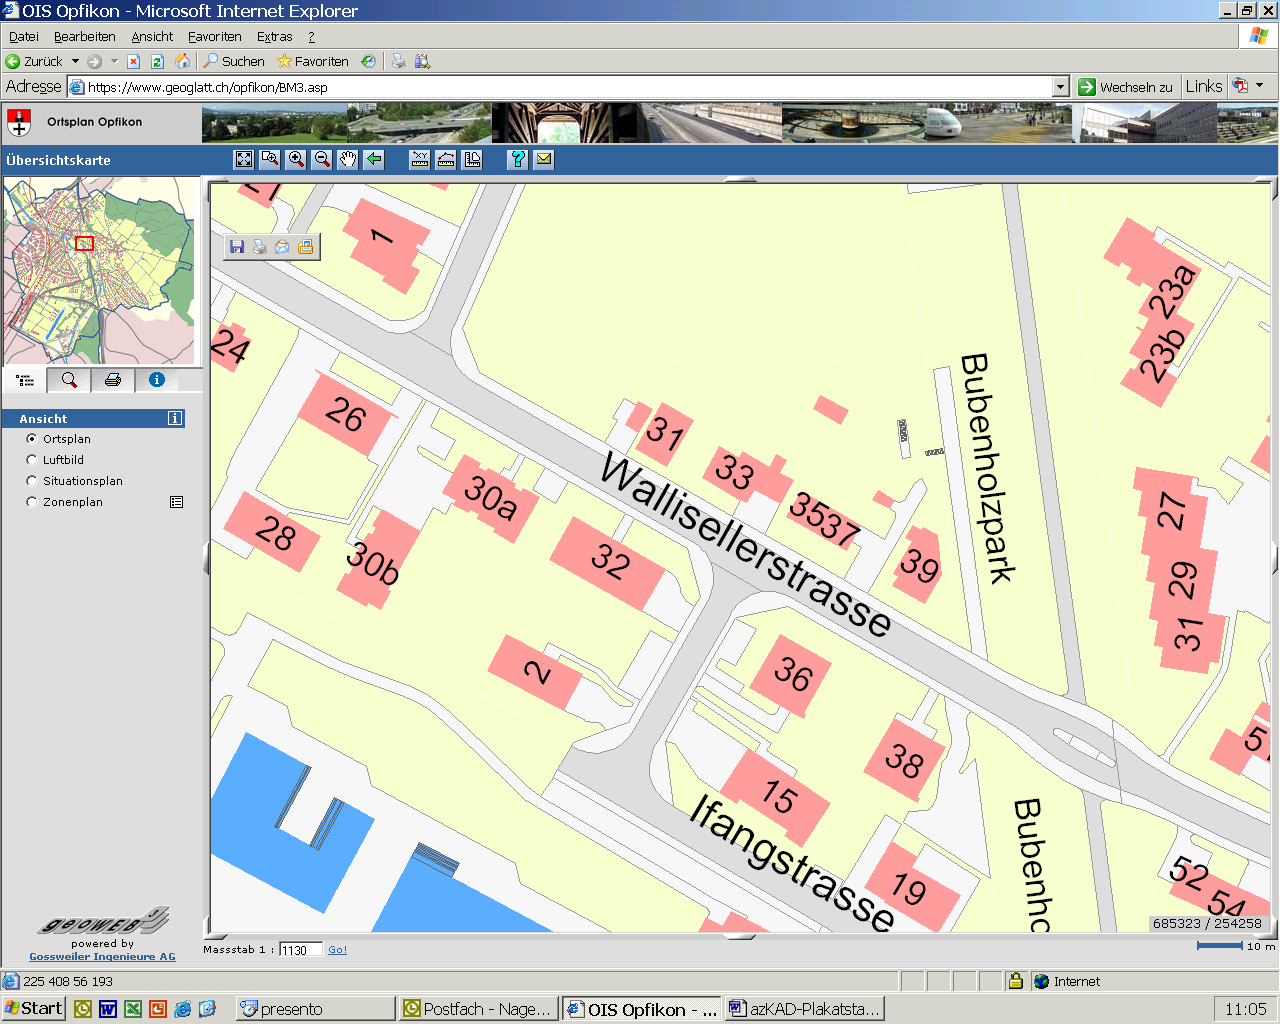 OIS Opfikon - Microsoft Internet Explorer
Datei Bearbeiten Ansicht Favoriten Extras ?
Zurück Suchen Favoriten
Adresse https://www.geoglatt.ch/opfikon/BM3.asp Wechseln zu Links
Ortsplan Opfikon
Übersichtskarte
Ansicht
Ortsplan
Luftbild
Situationsplan
Zonenplan
geoWEB
powered by
Gossweiler Ingenieure AG
1
24
26
28
30a
30b
32
2
31
33
35 37
39
Wallisellerstrasse
Bubenholzpark
23a
23b
27
29
31
36
38
15
19
Ifangstrasse
Bubenho
52
54
685323 / 254258
Massstab 1 : 1130 Go!
10 m
225 408 56 193 Internet
Start presento Postfach - Nage... OIS Opfikon - ... azKAD-Plakatsta... 11:05